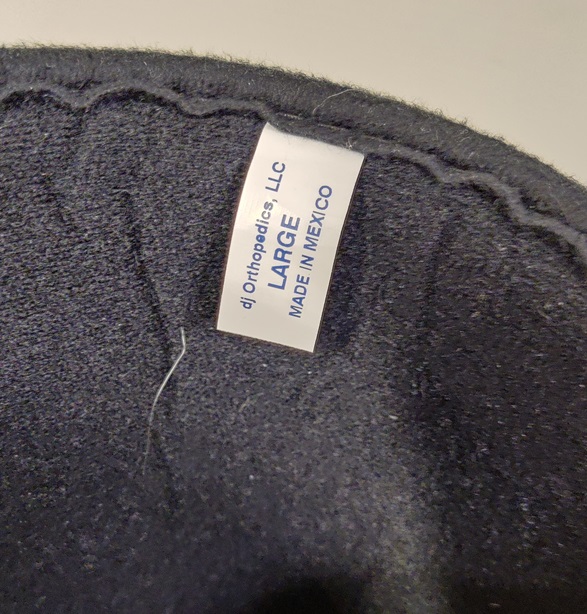 dj Orthopedics, LLC
LARGE
MADE IN MEXICO